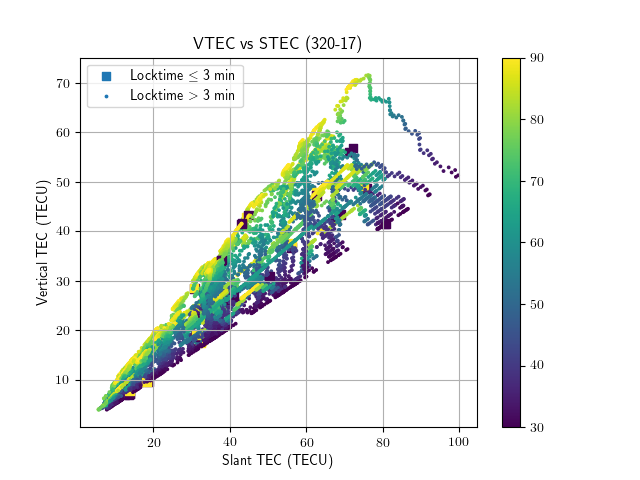 VTEC vs STEC (320-17)
Locktime ≤ 3 min
Locktime > 3 min
Vertical TEC (TECU)
70
60
50
40
30
20
10
20 40 60 80 100
Slant TEC (TECU)
90
80
70
60
50
40
30